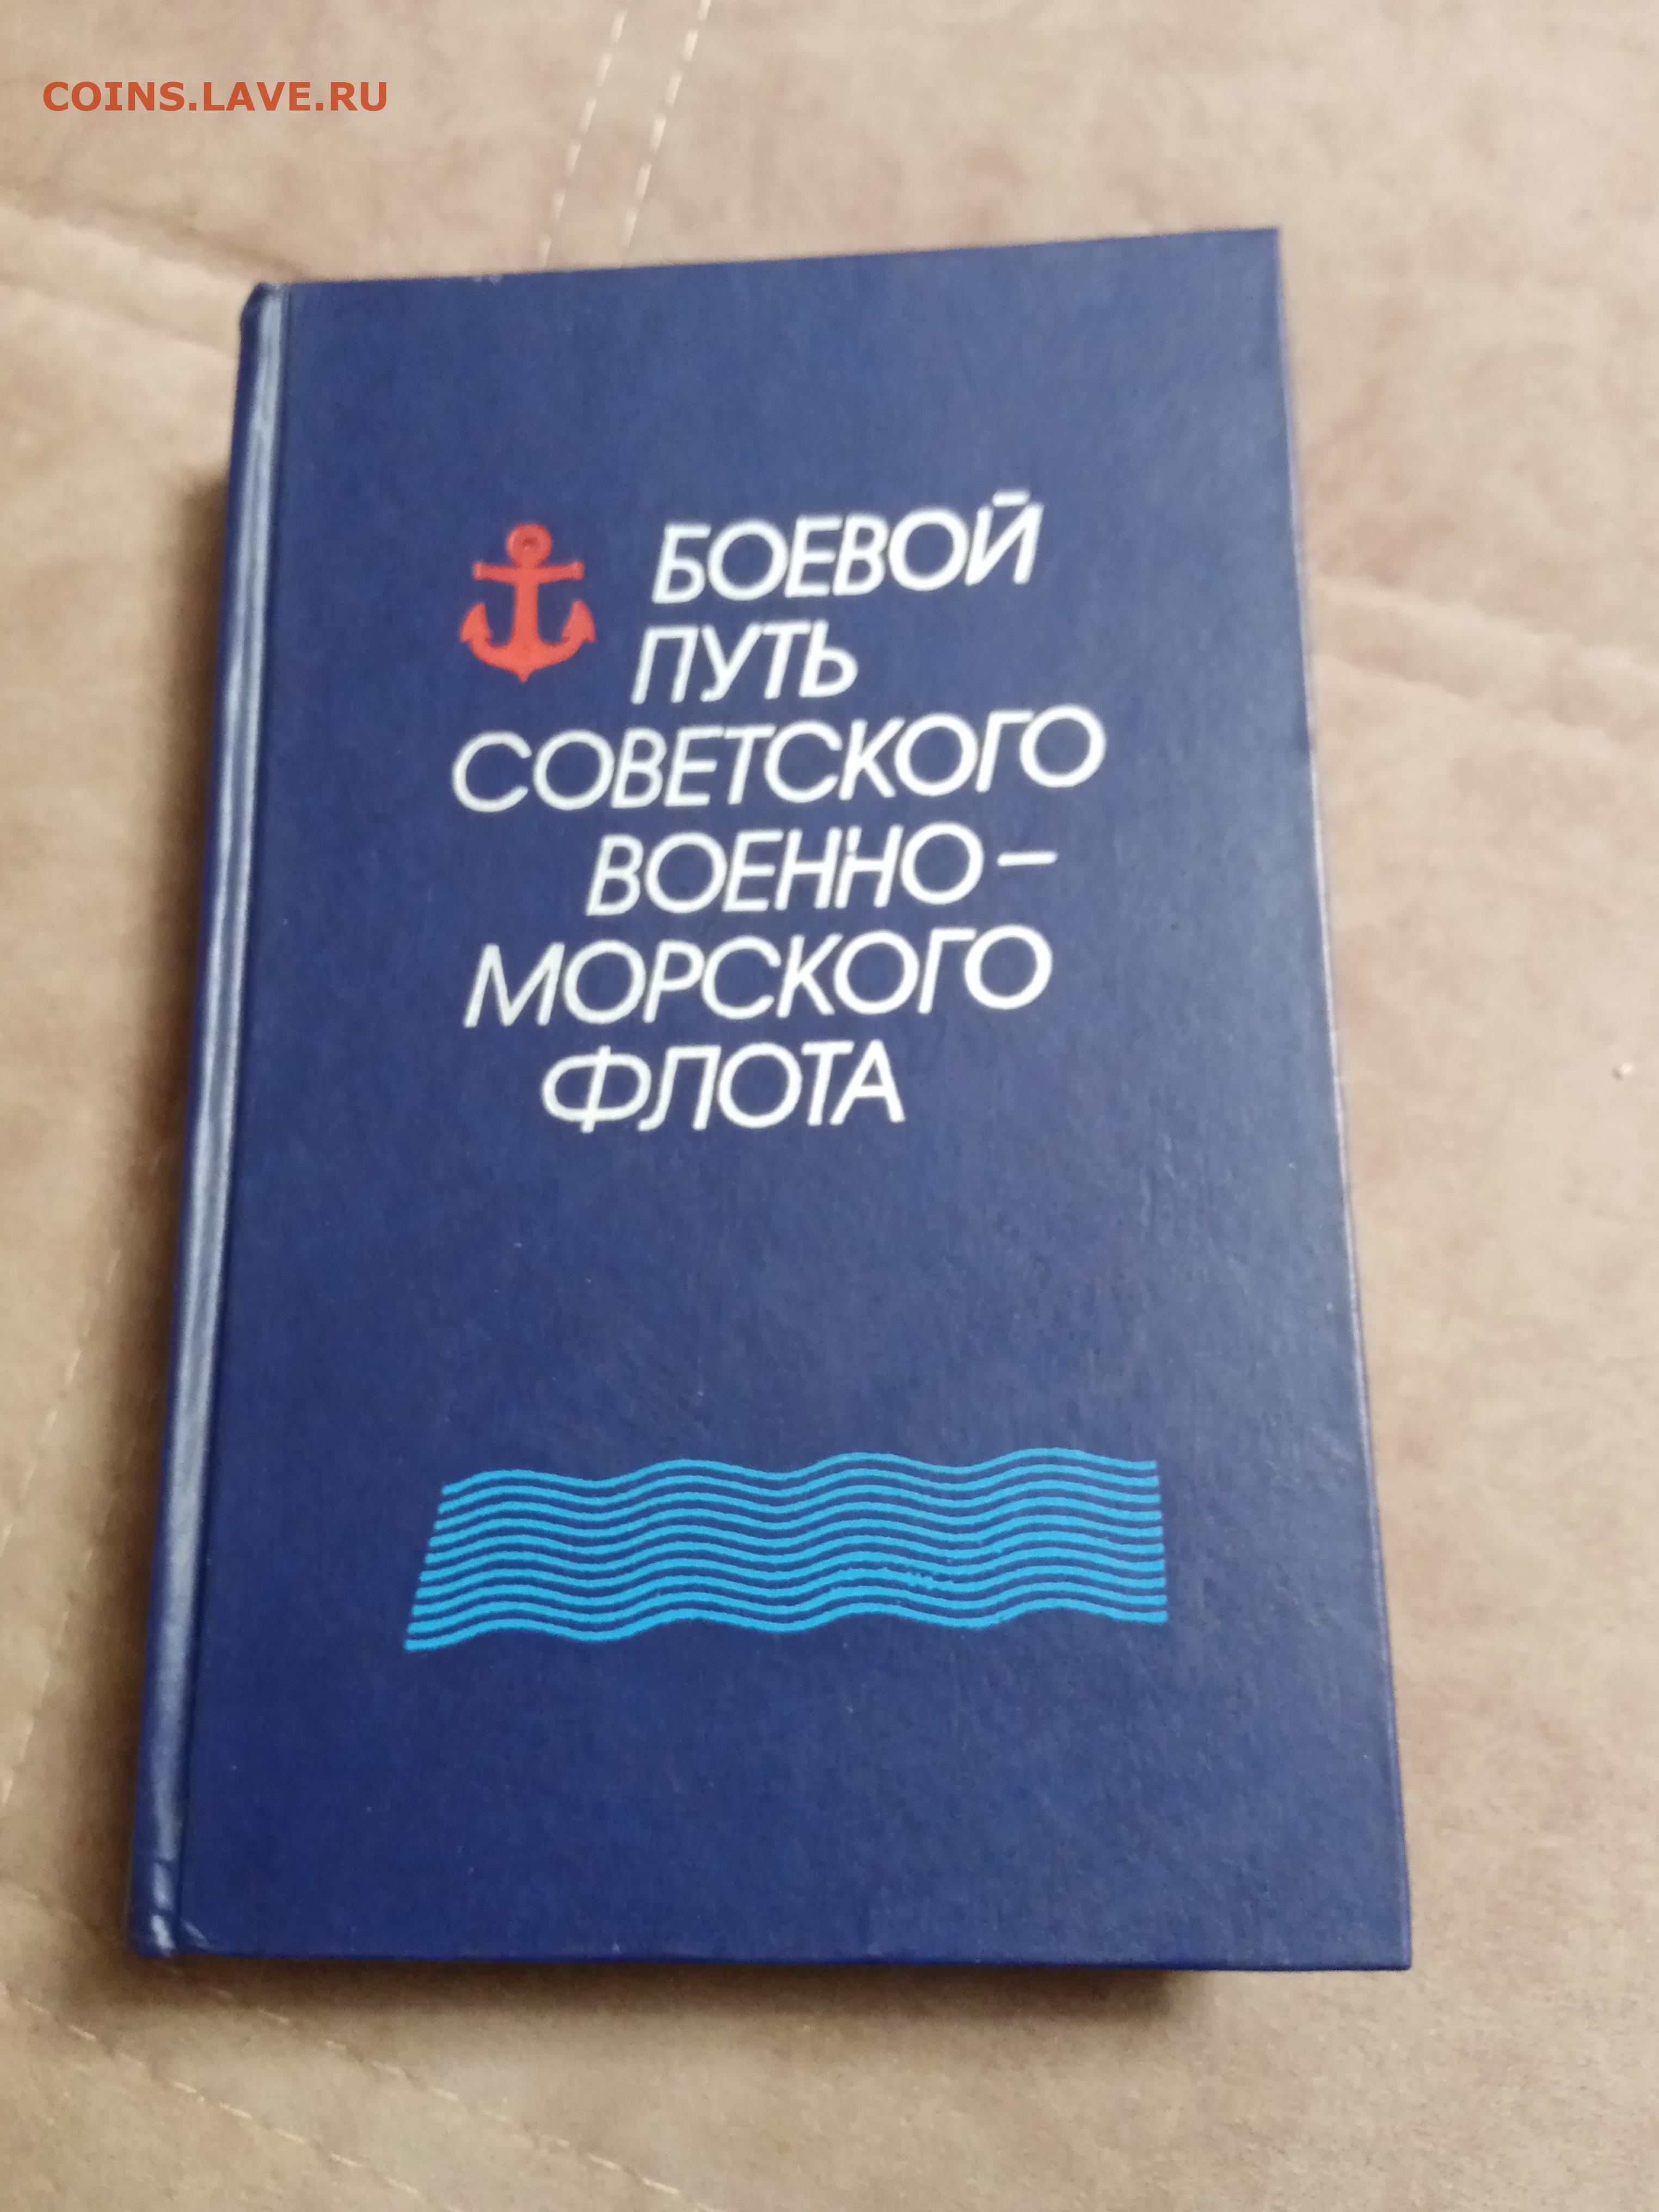 COINS.LAVE.RU
БОЕВОЙ
ПУТЬ
СОВЕТСКОГО
ВОЕННО-
МОРСКОГО
ФЛОТА